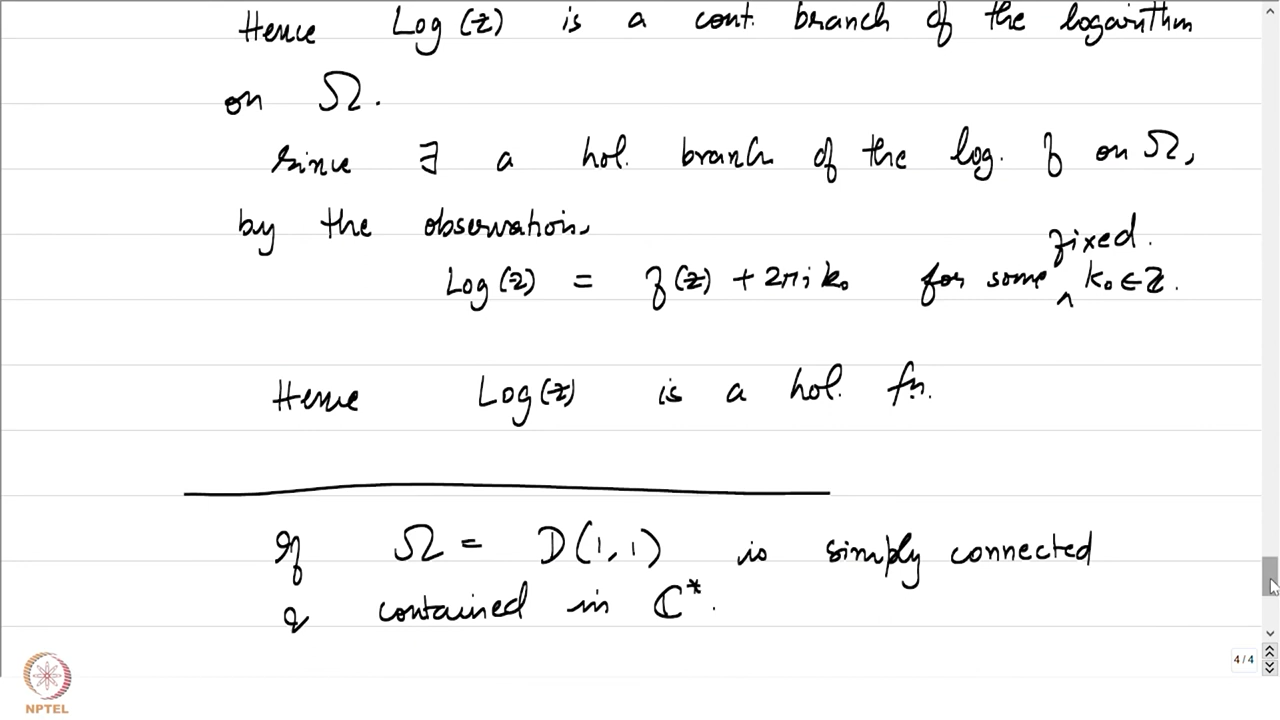 Hence Log(z) is a cont. branch of the logarithm
on Ω.
since ∃ a hol. branch of the log. f on Ω,
by the observation,
Log(z) = f(z) + 2πi k₀ for some ^ fixed. k₀ ∈ ℤ.
Hence Log(z) is a hol. fn.
If Ω = D(1,1) is simply connected
& contained in ℂ*.
4 / 4
NPTEL